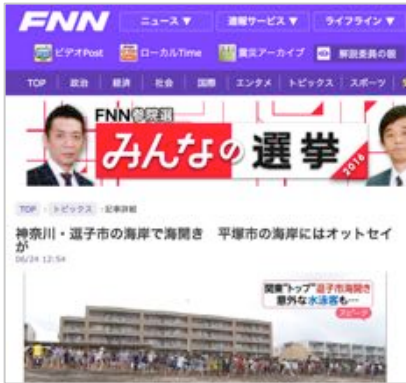 FNN
ニュース ▼ 速報サービス ▼ ライフライン ▼
ビデオPost ローカルTime 震災アーカイブ 解説委員の眼
TOP 政治 経済 社会 国際 エンタメ トピックス スポーツ
FNN参院選
みんなの選挙
2016
TOP › トピックス › 記事詳細
神奈川・逗子市の海岸で海開き 平塚市の海岸にはオットセイ
が
06/24 12:54
関東"トップ"逗子市海開き
意外な水泳客も…
スピーク